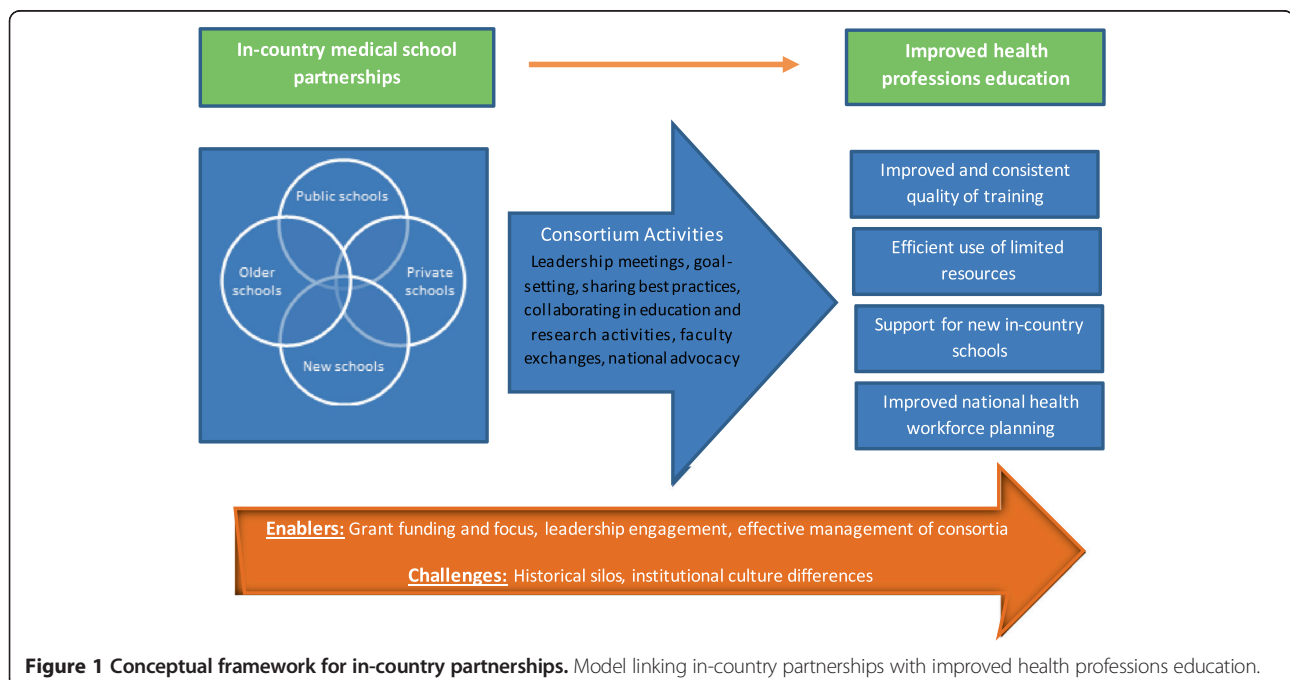 In-country medical school
partnerships
Improved health
professions education
Public schools
Older
schools
Private
schools
New schools
Consortium Activities
Leadership meetings, goal-
setting, sharing best practices,
collaborating in education and
research activities, faculty
exchanges, national advocacy
Improved and consistent
quality of training
Efficient use of limited
resources
Support for new in-country
schools
Improved national health
workforce planning
Enablers: Grant funding and focus, leadership engagement, effective management of consortia
Challenges: Historical silos, institutional culture differences
Figure 1 Conceptual framework for in-country partnerships. Model linking in-country partnerships with improved health professions education.